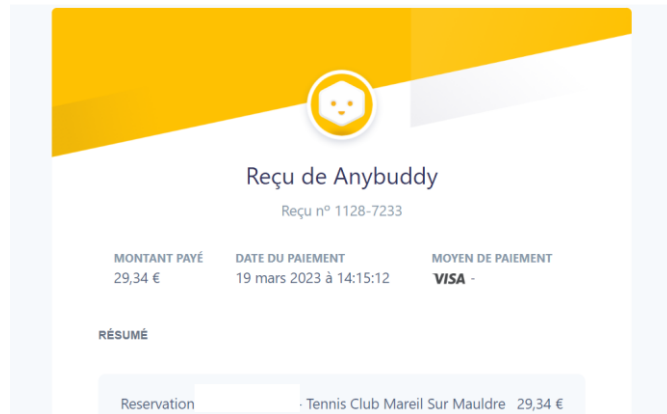 Reçu de Anybuddy
Reçu nº 1128-7233
MONTANT PAYÉ DATE DU PAIEMENT MOYEN DE PAIEMENT
29,34 € 19 mars 2023 à 14:15:12 VISA -
RÉSUMÉ
Reservation - Tennis Club Mareil Sur Mauldre 29,34 €